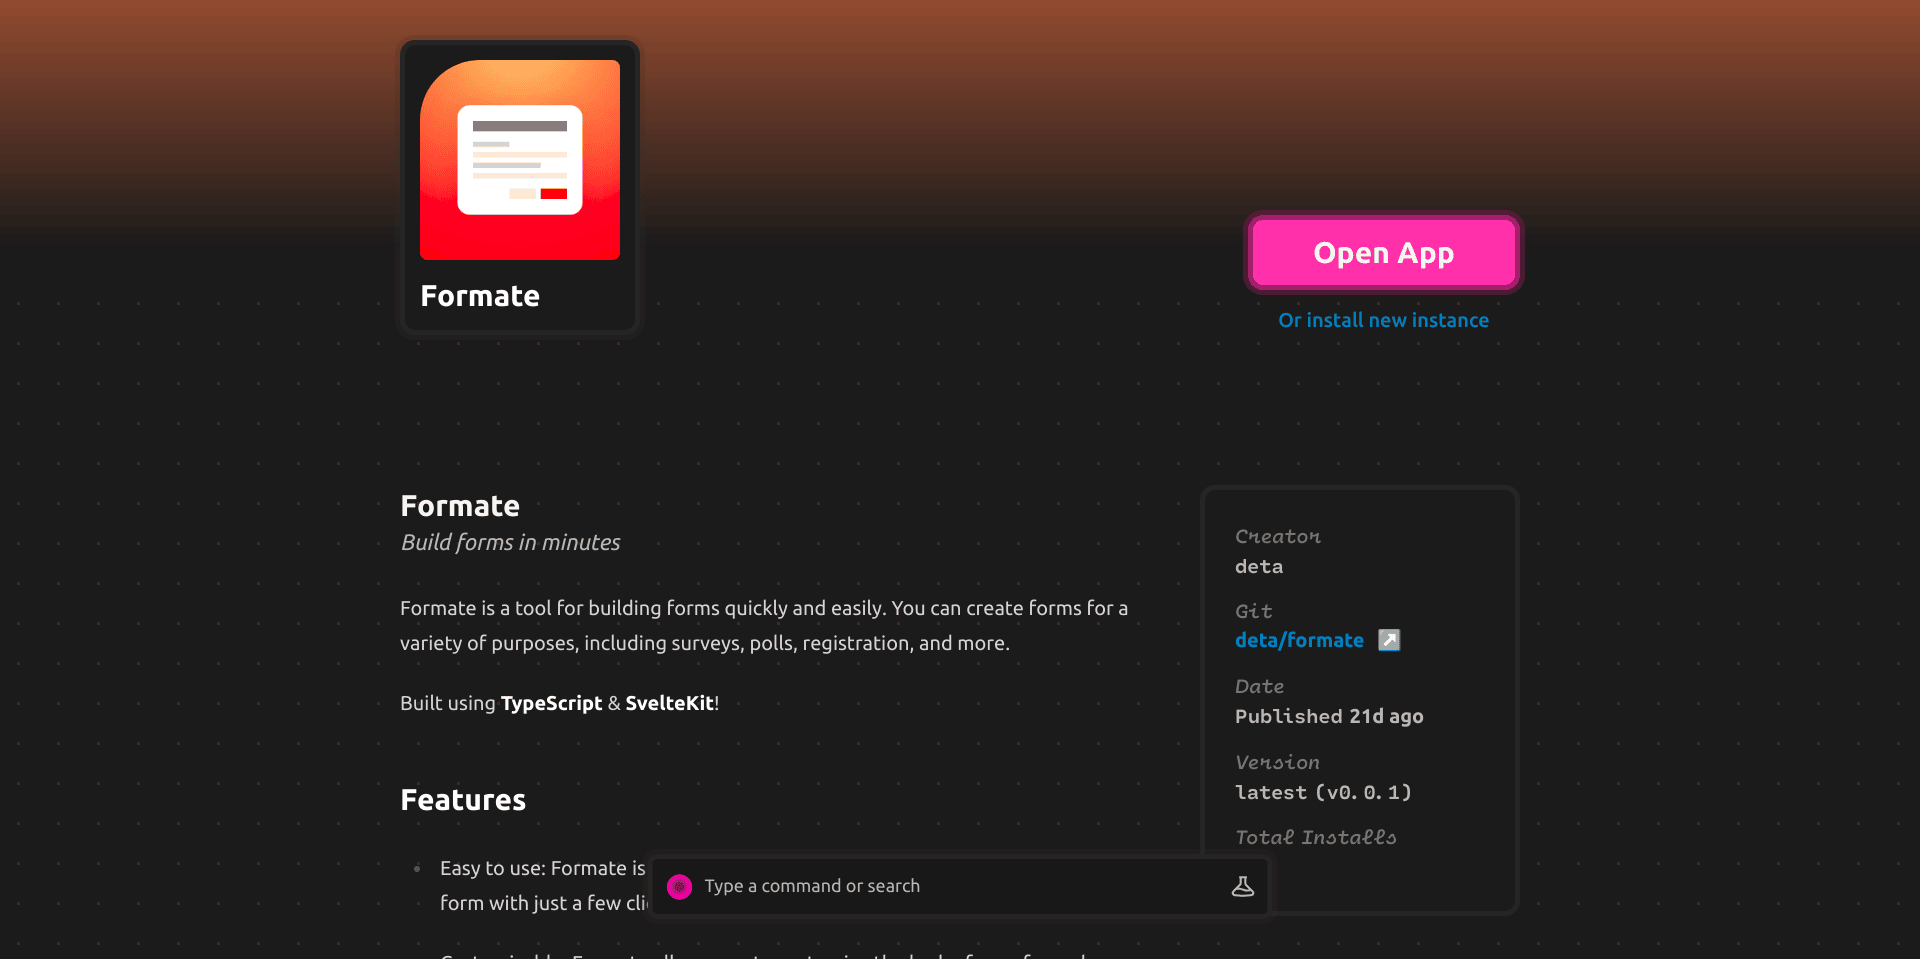 Formate
Open App
Or install new instance
Formate
Build forms in minutes
Formate is a tool for building forms quickly and easily. You can create forms for a
variety of purposes, including surveys, polls, registration, and more.
Built using TypeScript & SvelteKit!
Features
Easy to use: Formate is
form with just a few
Creator
deta
Git
deta/formate
Date
Published 21d ago
Version
latest (v0.0.1)
Total Installs
Type a command or search